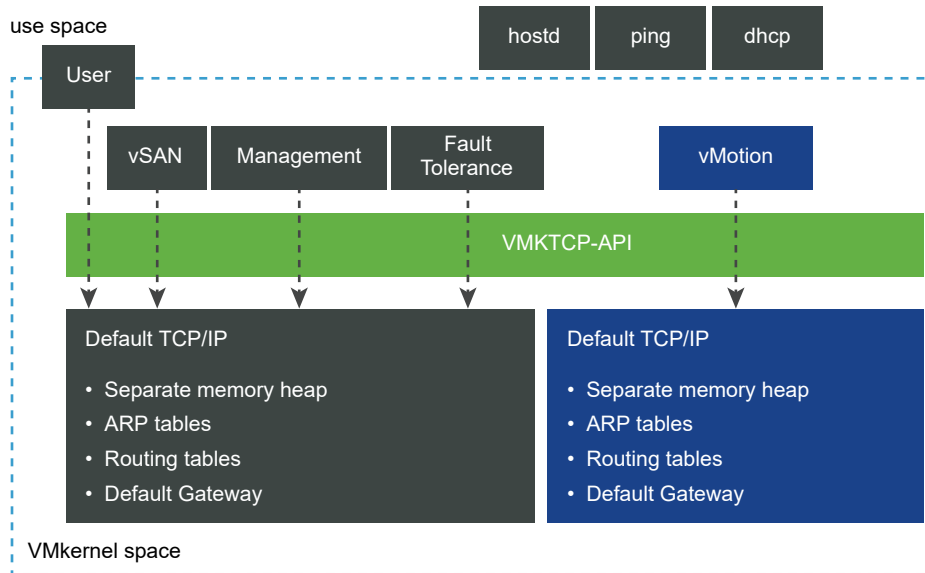 use space
hostd
ping
dhcp
User
vSAN
Management
Fault
Tolerance
vMotion
VMKTCP-API
Default TCP/IP
• Separate memory heap
• ARP tables
• Routing tables
• Default Gateway
Default TCP/IP
• Separate memory heap
• ARP tables
• Routing tables
• Default Gateway
VMkernel space